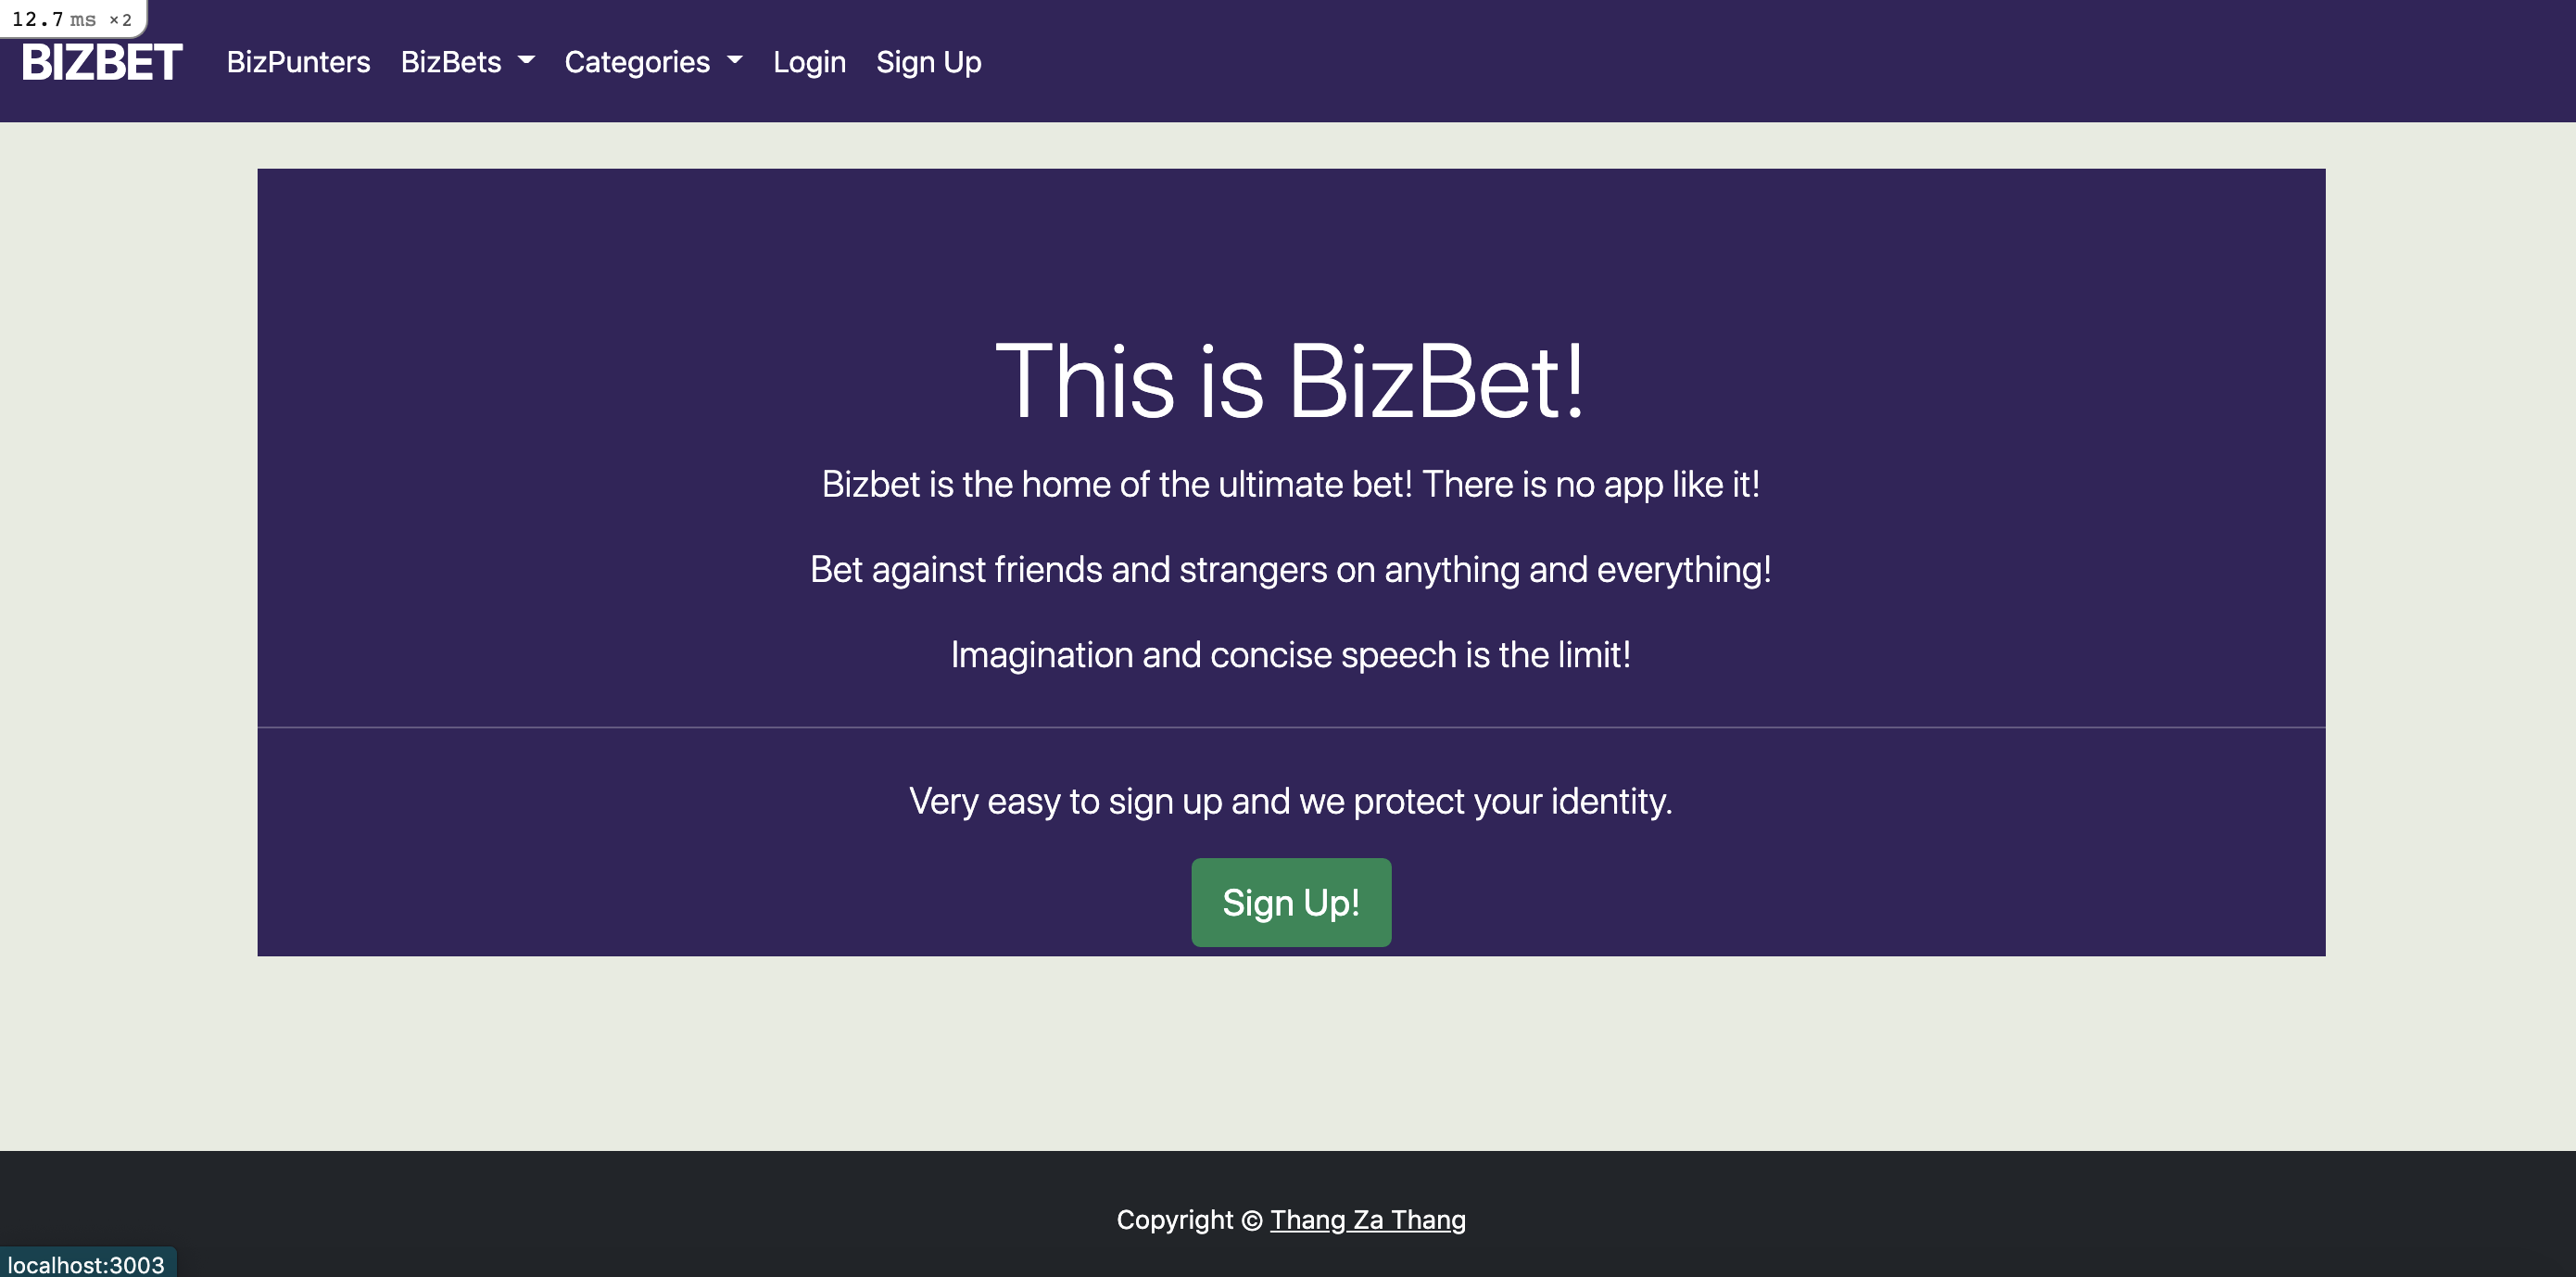 12.7 ms ×2
BIZBET BizPunters BizBets Categories Login Sign Up
This is BizBet!
Bizbet is the home of the ultimate bet! There is no app like it!
Bet against friends and strangers on anything and everything!
Imagination and concise speech is the limit!
Very easy to sign up and we protect your identity.
Sign Up!
Copyright © Thang Za Thang
localhost:3003